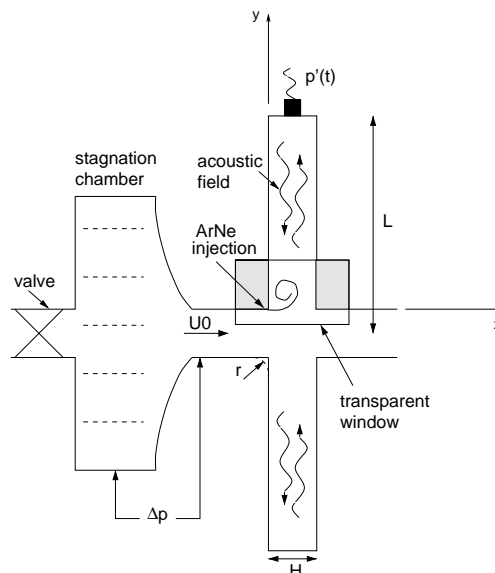 y
p'(t)
stagnation
chamber
acoustic
field
L
ArNe
injection
valve
U0
r
transparent
window
Δp
H